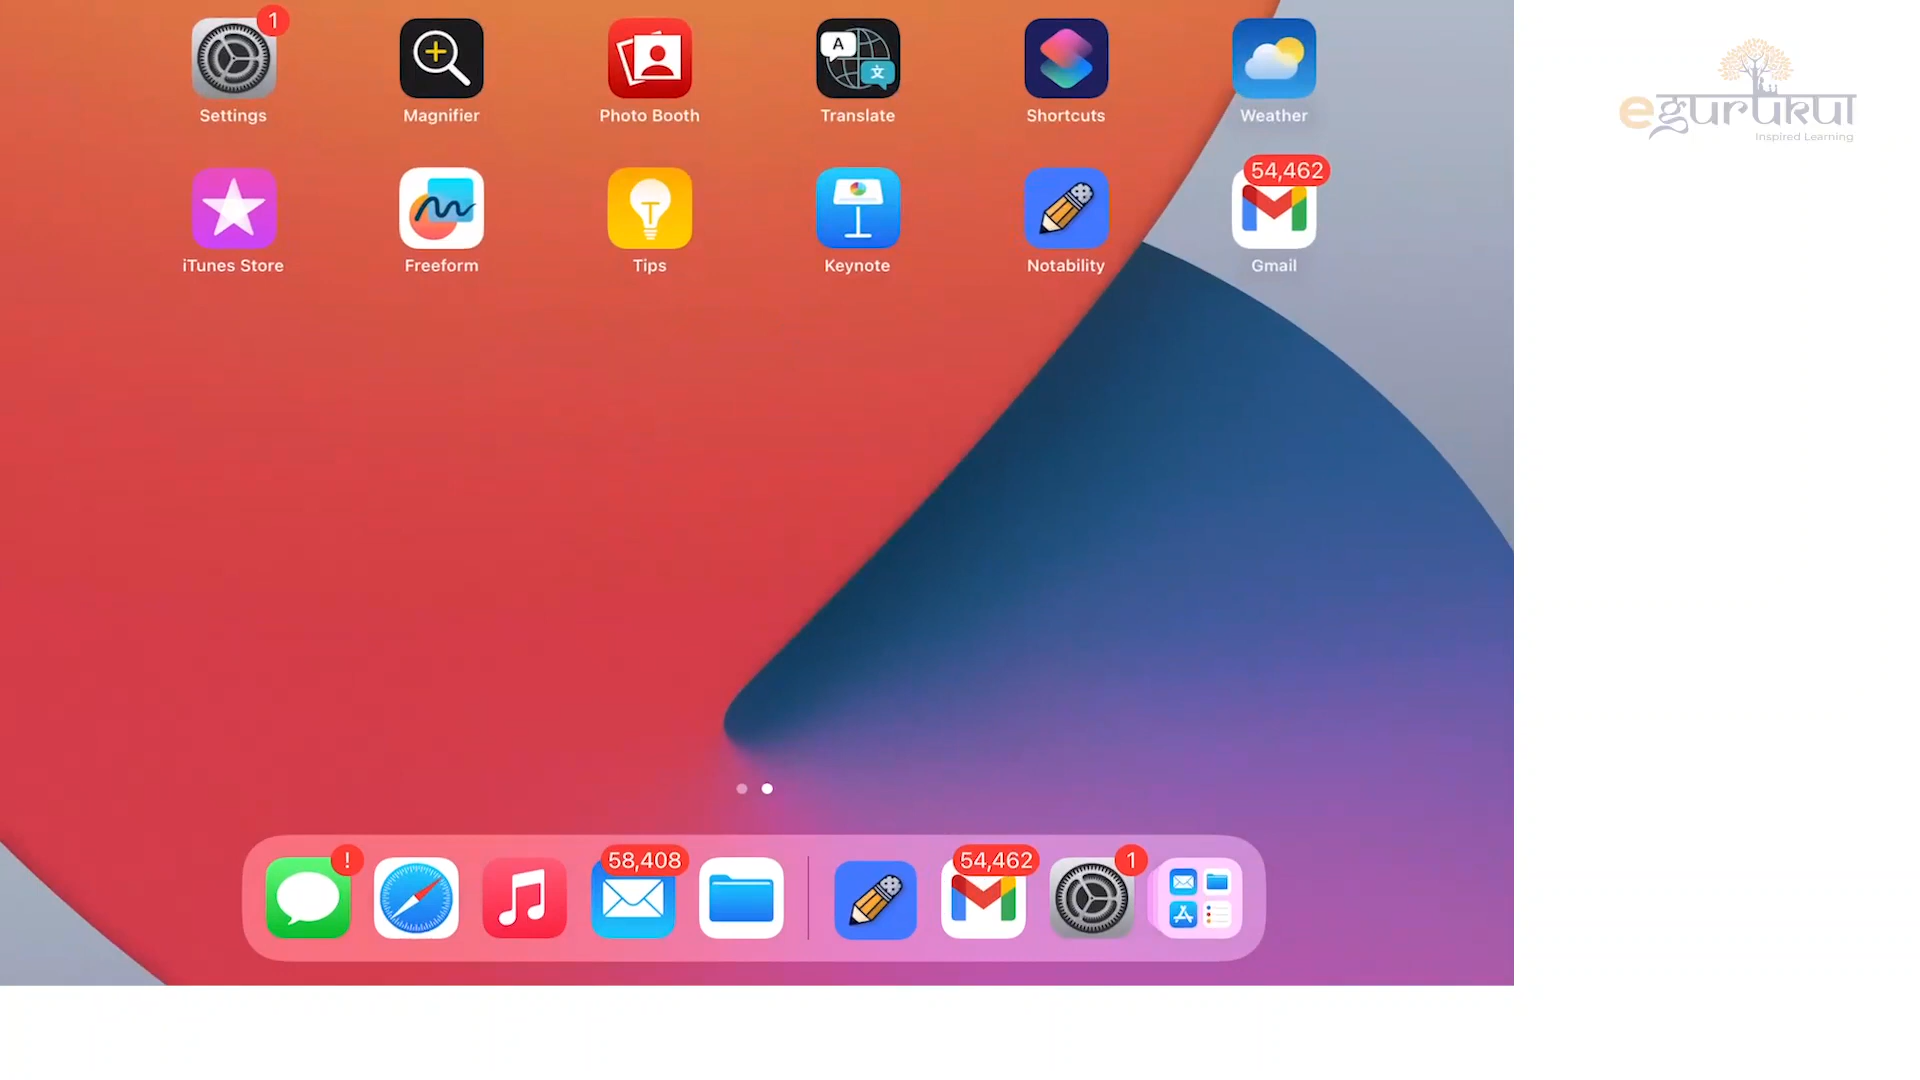 1
Settings
Magnifier
Photo Booth
A
文
Translate
Shortcuts
Weather
egurukul
Inspired Learning
iTunes Store
Freeform
Tips
Keynote
Notability
54,462
Gmail
!
58,408
54,462
1